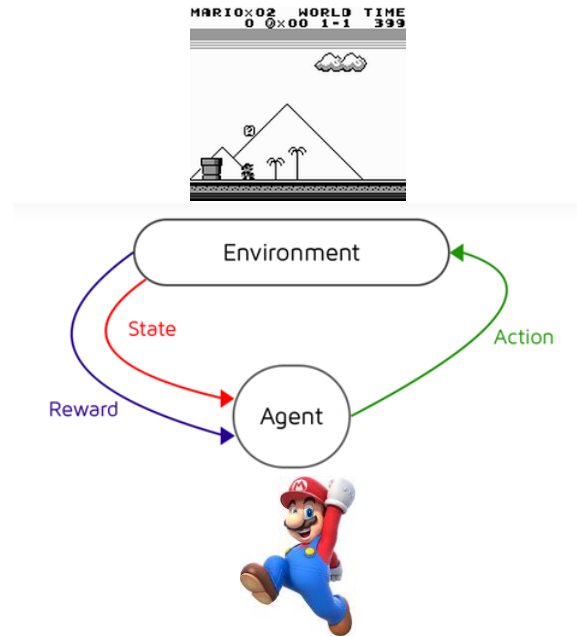 MARIO×02 WORLD TIME
0 ×00 1-1 399
?
Environment
State
Action
Reward
Agent
M